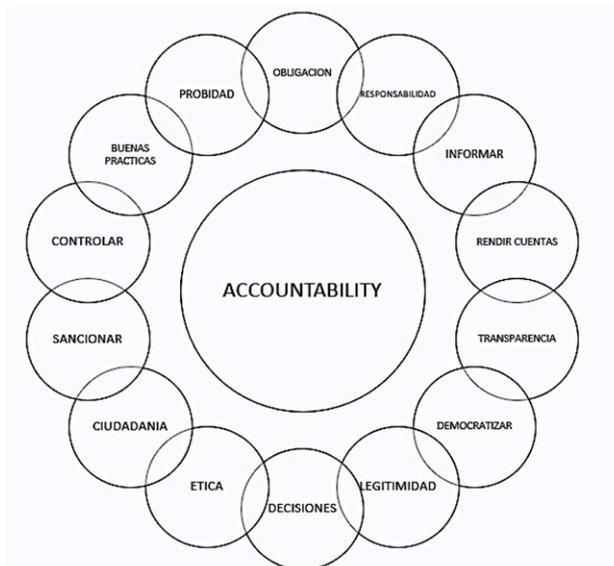 OBLIGACION
RESPONSABILIDAD
INFORMAR
RENDIR CUENTAS
TRANSPARENCIA
DEMOCRATIZAR
LEGITIMIDAD
DECISIONES
ETICA
CIUDADANIA
SANCIONAR
CONTROLAR
BUENAS
PRACTICAS
PROBIDAD
ACCOUNTABILITY